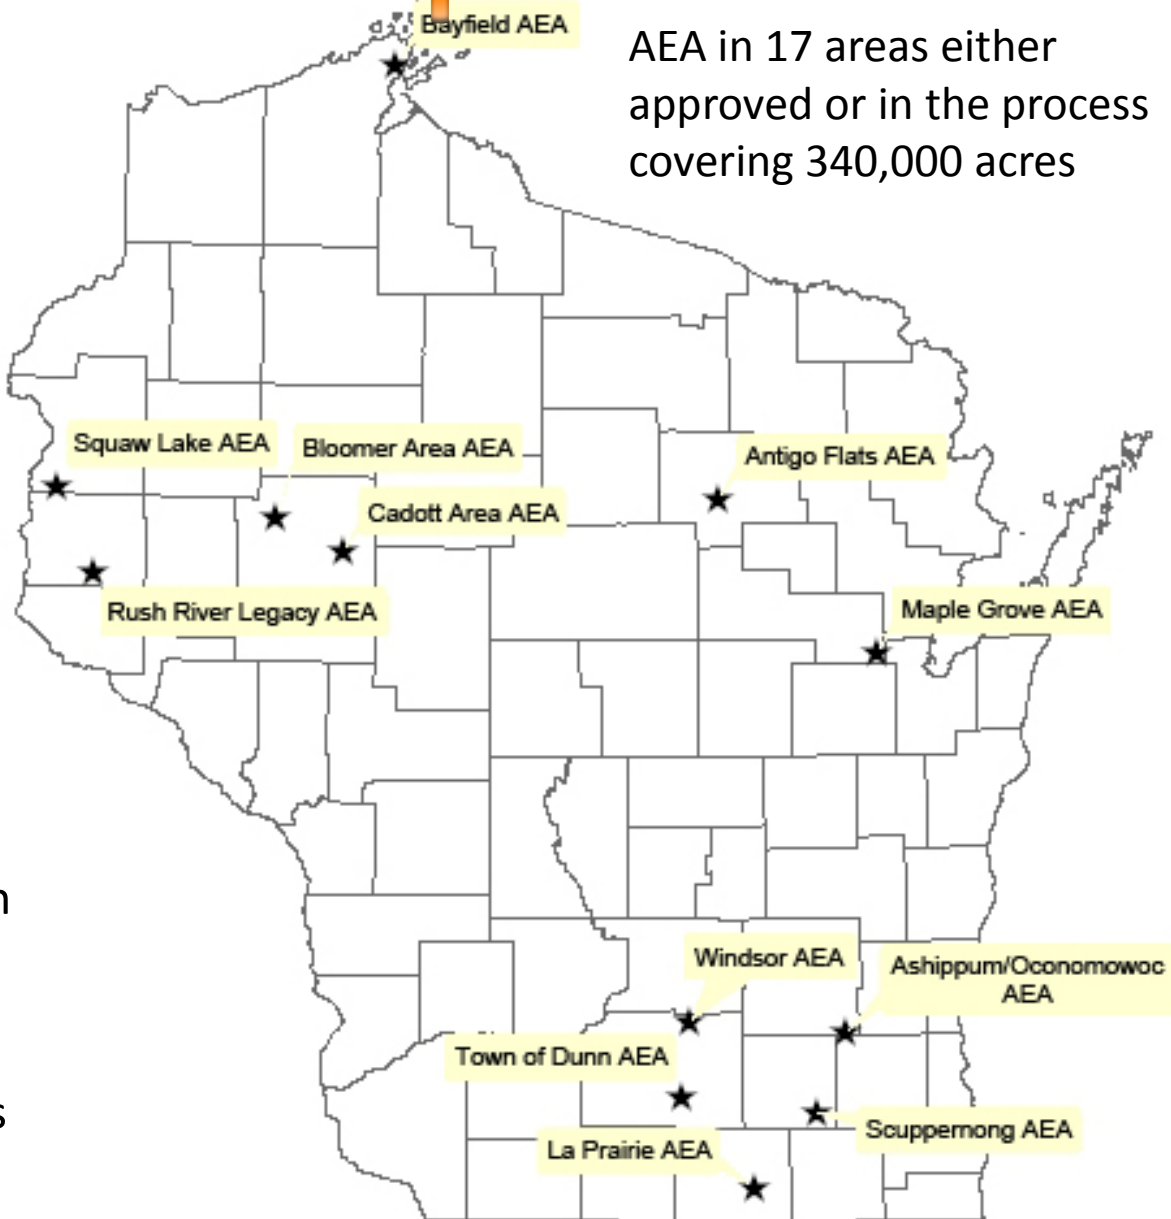 Bayfield AEA
AEA in 17 areas either
approved or in the process
covering 340,000 acres
Squaw Lake AEA
Bloomer Area AEA
Antigo Flats AEA
Cadott Area AEA
Rush River Legacy AEA
Maple Grove AEA
n
Windsor AEA
Ashippum/Oconomowoc
AEA
Town of Dunn AEA
s
Scuppernong AEA
La Prairie AEA